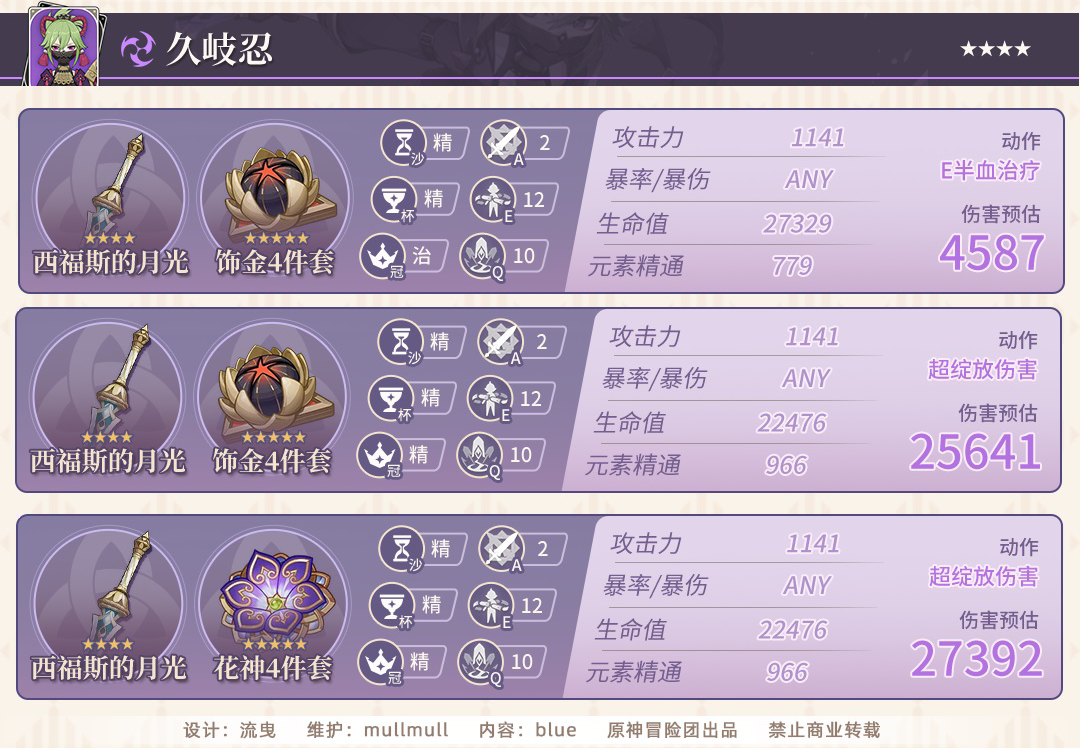 久岐忍
★★★★
西福斯的月光
饰金4件套
沙 精
A 2
杯 精
E 12
冠 治
Q 10
攻击力 1141
暴率/暴伤 ANY
生命值 27329
元素精通 779
动作
E半血治疗
伤害预估
4587
西福斯的月光
饰金4件套
沙 精
A 2
杯 精
E 12
冠 精
Q 10
攻击力 1141
暴率/暴伤 ANY
生命值 22476
元素精通 966
动作
超绽放伤害
伤害预估
25641
西福斯的月光
花神4件套
沙 精
A 2
杯 精
E 12
冠 精
Q 10
攻击力 1141
暴率/暴伤 ANY
生命值 22476
元素精通 966
动作
超绽放伤害
伤害预估
27392
设计：流曳 维护：mullmull 内容：blue 原神冒险团出品 禁止商业转载